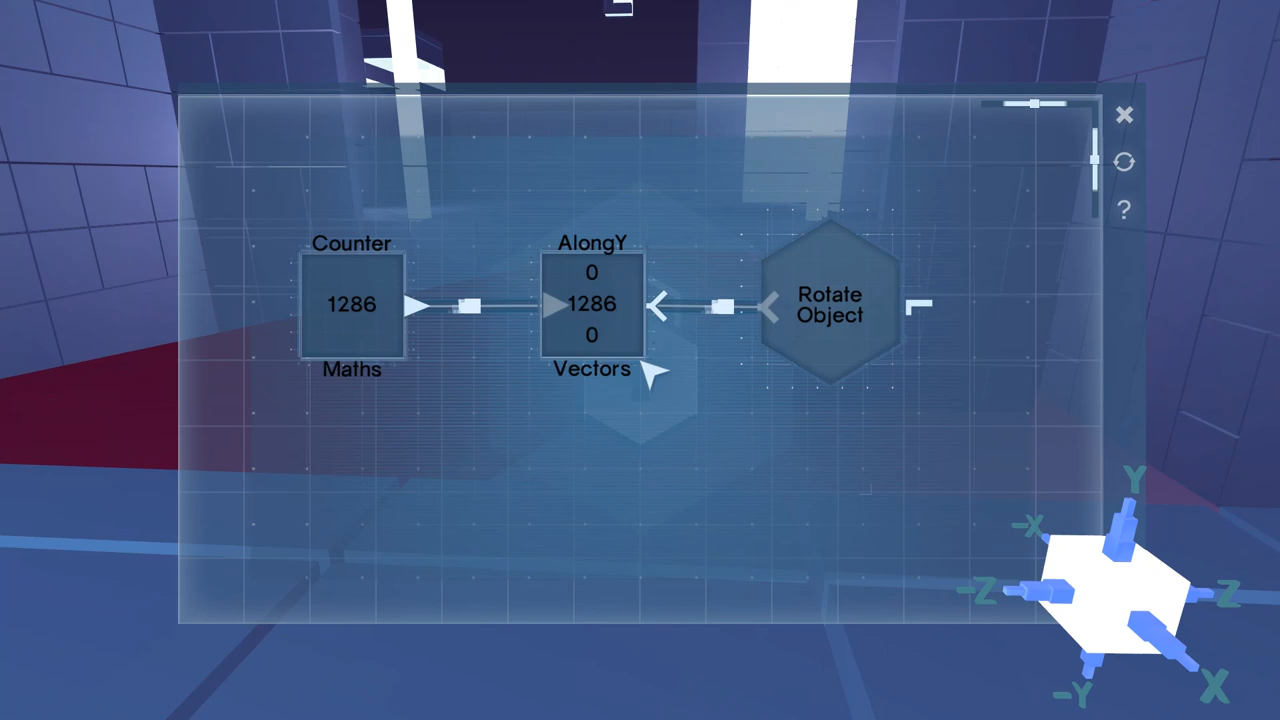 ?
Counter
1286
Maths
AlongY
0
1286
0
Vectors
Rotate
Object
Y
-X
-Z
Z
-Y
X